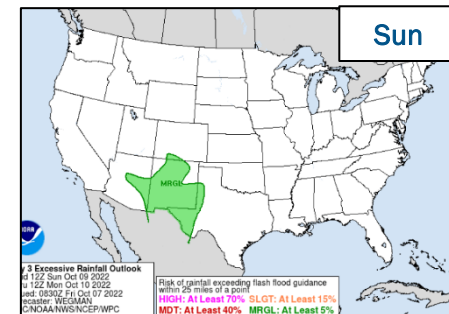 Sun
MRGL
y 3 Excessive Rainfall Outlook
d 12Z Sun Oct 09 2022
u 12Z Mon Oct 10 2022
ued: 0830Z Fri Oct 07 2022
ecaster: WEGMAN
C/NOAA/NWS/NCEP/WPC
Risk of rainfall exceeding flash flood guidance
within 25 miles of a point
HIGH: At Least 70% SLGT: At Least 15%
MDT: At Least 40% MRGL: At Least 5%